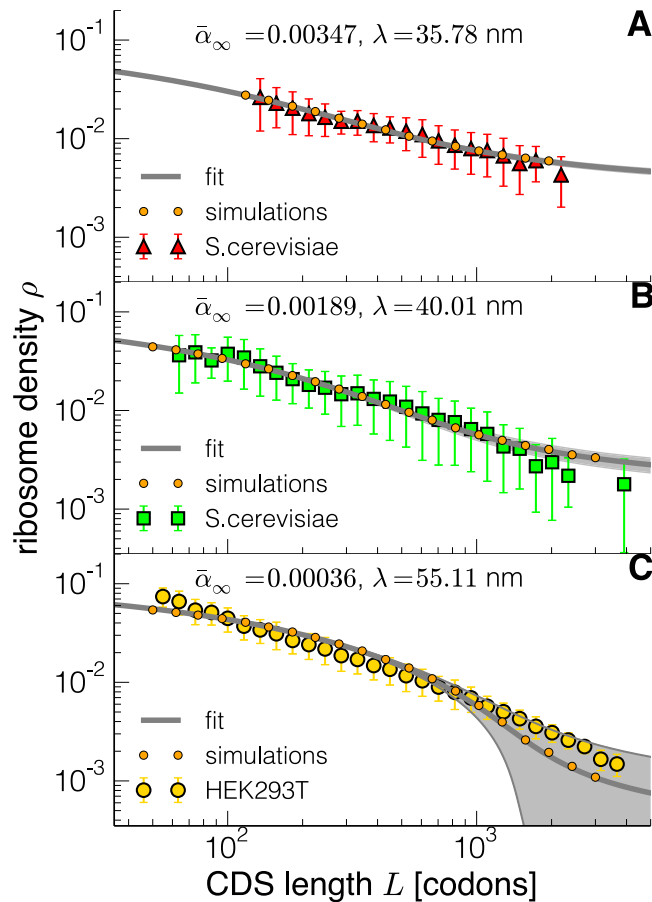 A
ᾱ∞ =0.00347, λ=35.78 nm
10⁻¹
10⁻²
10⁻³
fit
simulations
S.cerevisiae
B
ᾱ∞ =0.00189, λ=40.01 nm
10⁻¹
10⁻²
10⁻³
fit
simulations
S.cerevisiae
C
ᾱ∞ =0.00036, λ=55.11 nm
10⁻¹
10⁻²
10⁻³
fit
simulations
HEK293T
ribosome density ρ
10² 10³
CDS length L [codons]